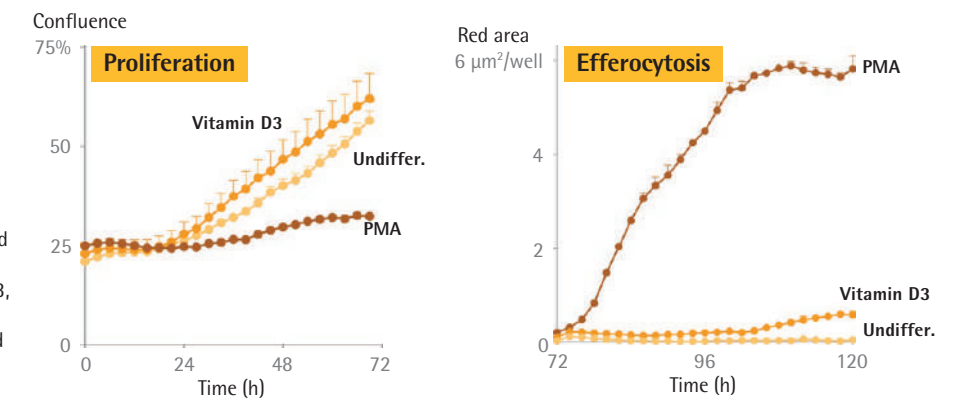 Confluence
75%
Proliferation
Vitamin D3
Undiffer.
50
PMA
25
0
0 24 48 72
Time (h)
Red area
6 µm²/well
Efferocytosis
PMA
4
2
Vitamin D3
Undiffer.
0
72 96 120
Time (h)